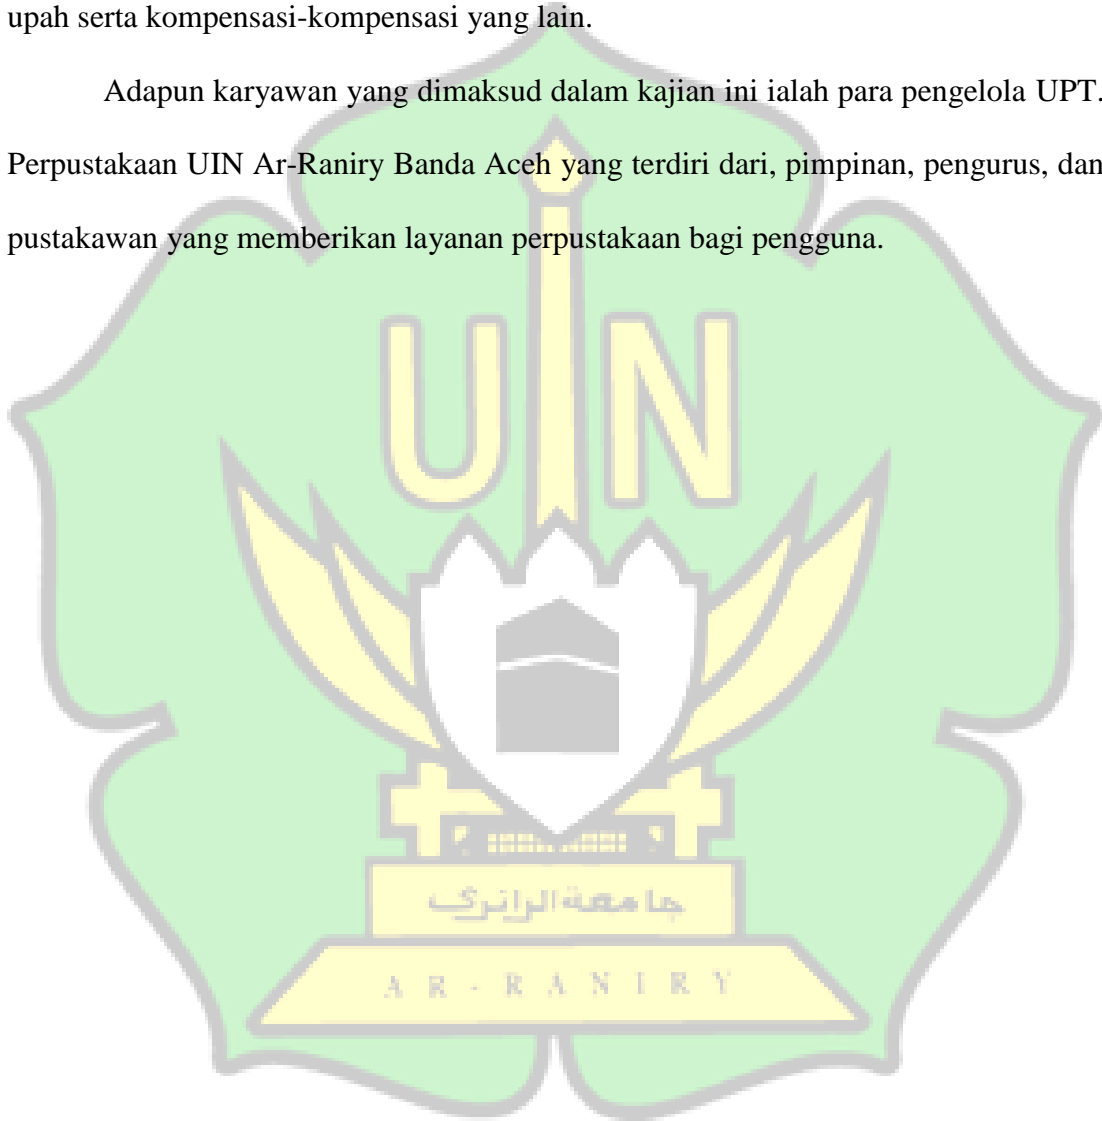 upah serta kompensasi-kompensasi yang lain.
Adapun karyawan yang dimaksud dalam kajian ini ialah para pengelola UPT.
Perpustakaan UIN Ar-Raniry Banda Aceh yang terdiri dari, pimpinan, pengurus, dan
pustakawan yang memberikan layanan perpustakaan bagi pengguna.
UIN
جامعة الرانري
AR-RANIRY